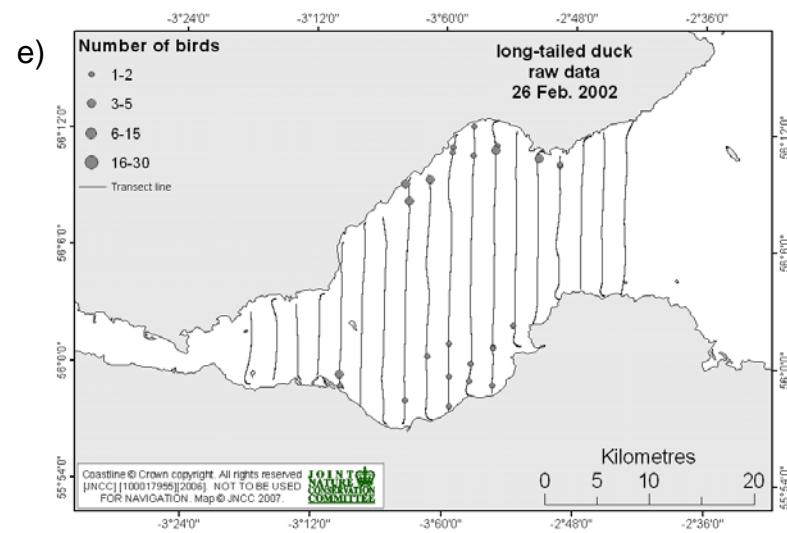 e)
-3°24'0" -3°12'0" -3°60'0" -2°48'0" -2°36'0"
Number of birds
1-2
3-5
6-15
16-30
Transect line
long-tailed duck
raw data
26 Feb. 2002
56°12'0" 56°12'0"
56°6'0" 56°6'0"
56°0'0" 56°0'0"
55°54'0" 55°54'0"
Coastline © Crown copyright. All rights reserved
[JNCC] [100017955][2006]. NOT TO BE USED
FOR NAVIGATION. Map © JNCC 2007.
JOINT
NATURE
CONSERVATION
COMMITTEE
Kilometres
0 5 10 20
-3°24'0" -3°12'0" -3°60'0" -2°48'0" -2°36'0"